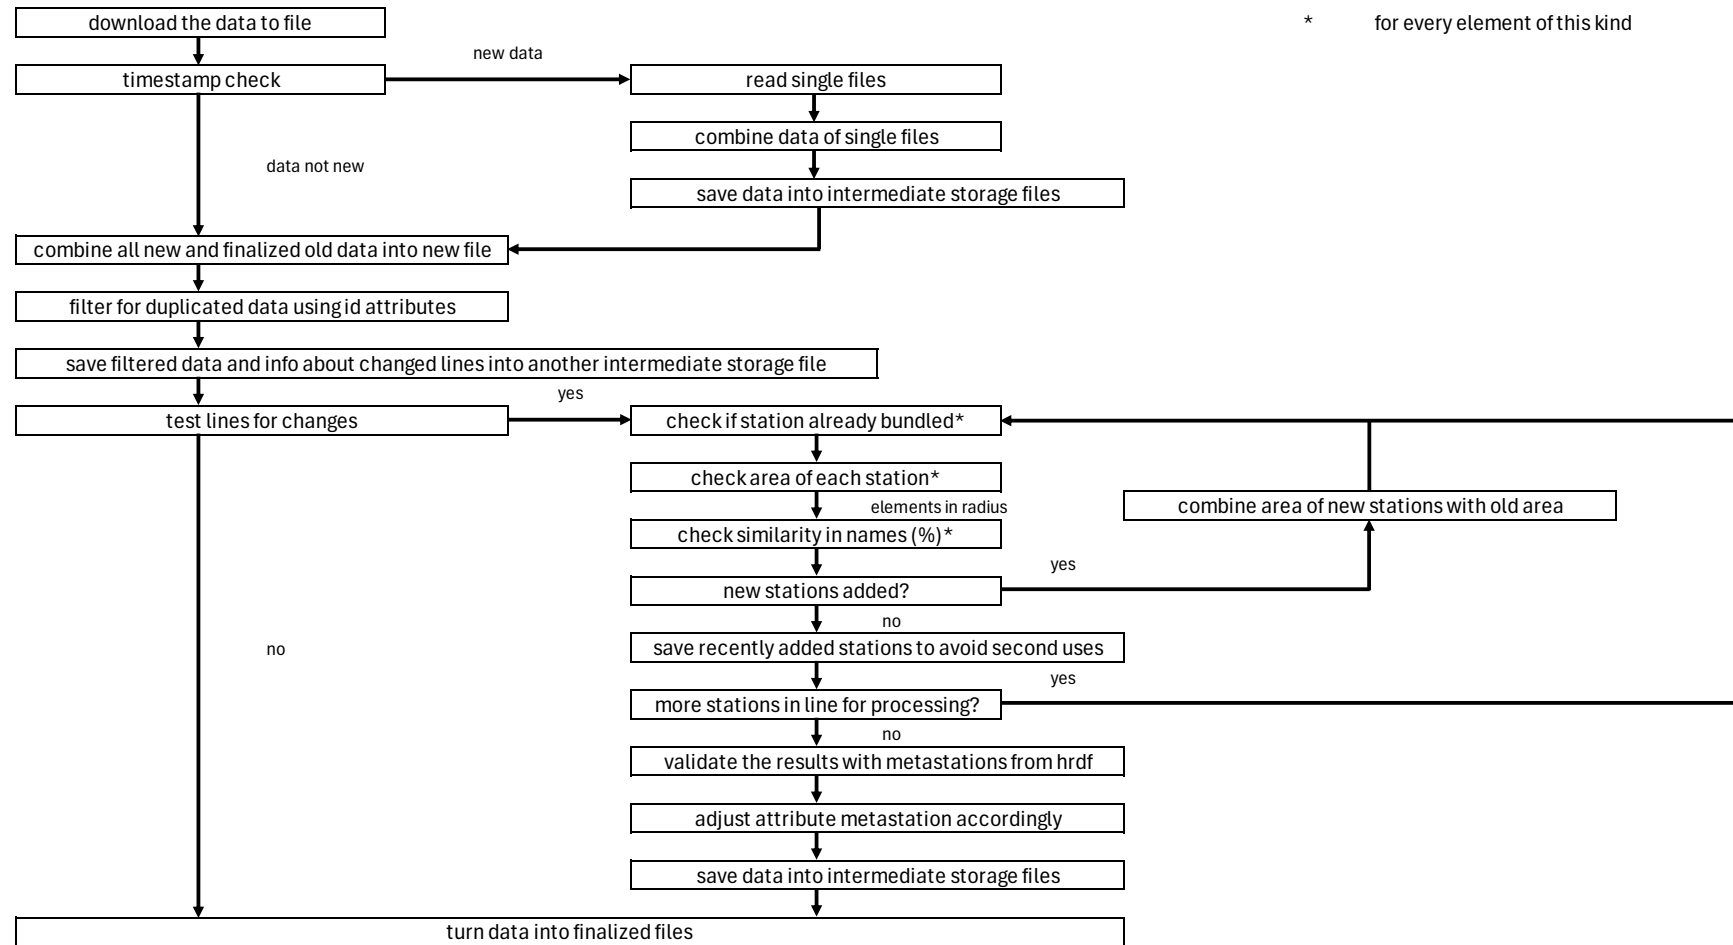 download the data to file
* for every element of this kind
new data
timestamp check
read single files
combine data of single files
data not new
save data into intermediate storage files
combine all new and finalized old data into new file
filter for duplicated data using id attributes
save filtered data and info about changed lines into another intermediate storage file
yes
test lines for changes
check if station already bundled*
check area of each station*
elements in radius
combine area of new stations with old area
check similarity in names (%)*
yes
new stations added?
no
save recently added stations to avoid second uses
no
yes
more stations in line for processing?
no
validate the results with metastations from hrdf
adjust attribute metastation accordingly
save data into intermediate storage files
turn data into finalized files